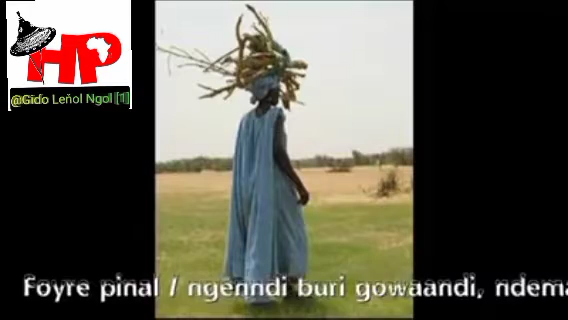 HP
@Gido Leñol Ngol [1]
Foyre pinal / ngenndi buri gowaandi, ndema